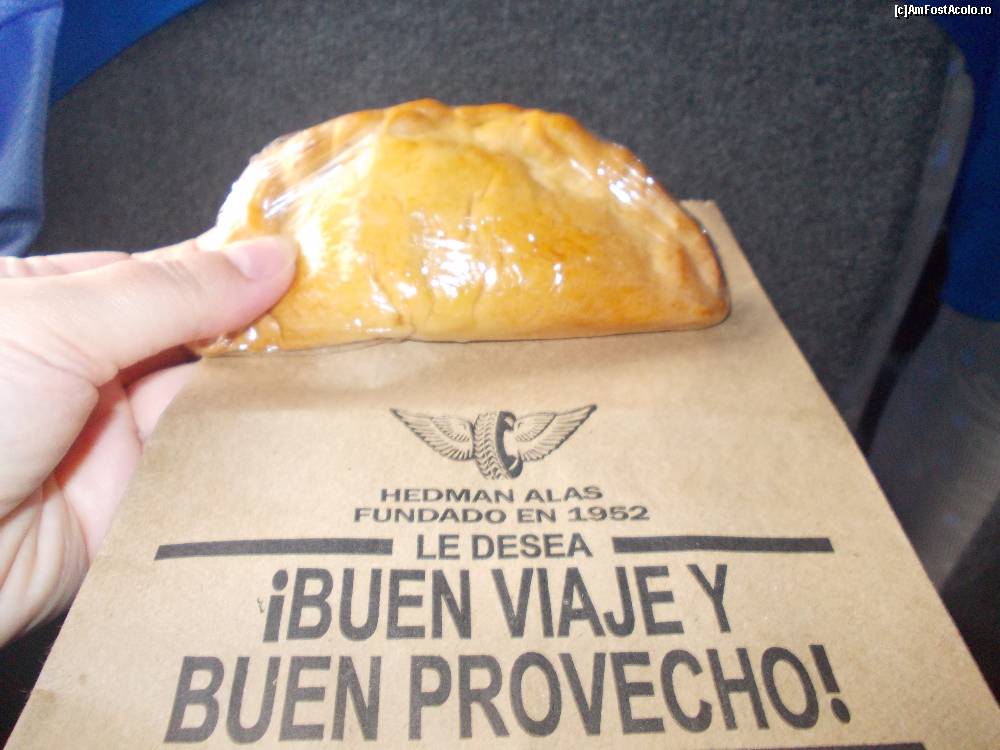 [c]AmFostAcolo.ro
HEDMAN ALAS
FUNDADO EN 1952
LE DESEA
¡BUEN VIAJE Y
BUEN PROVECHO!